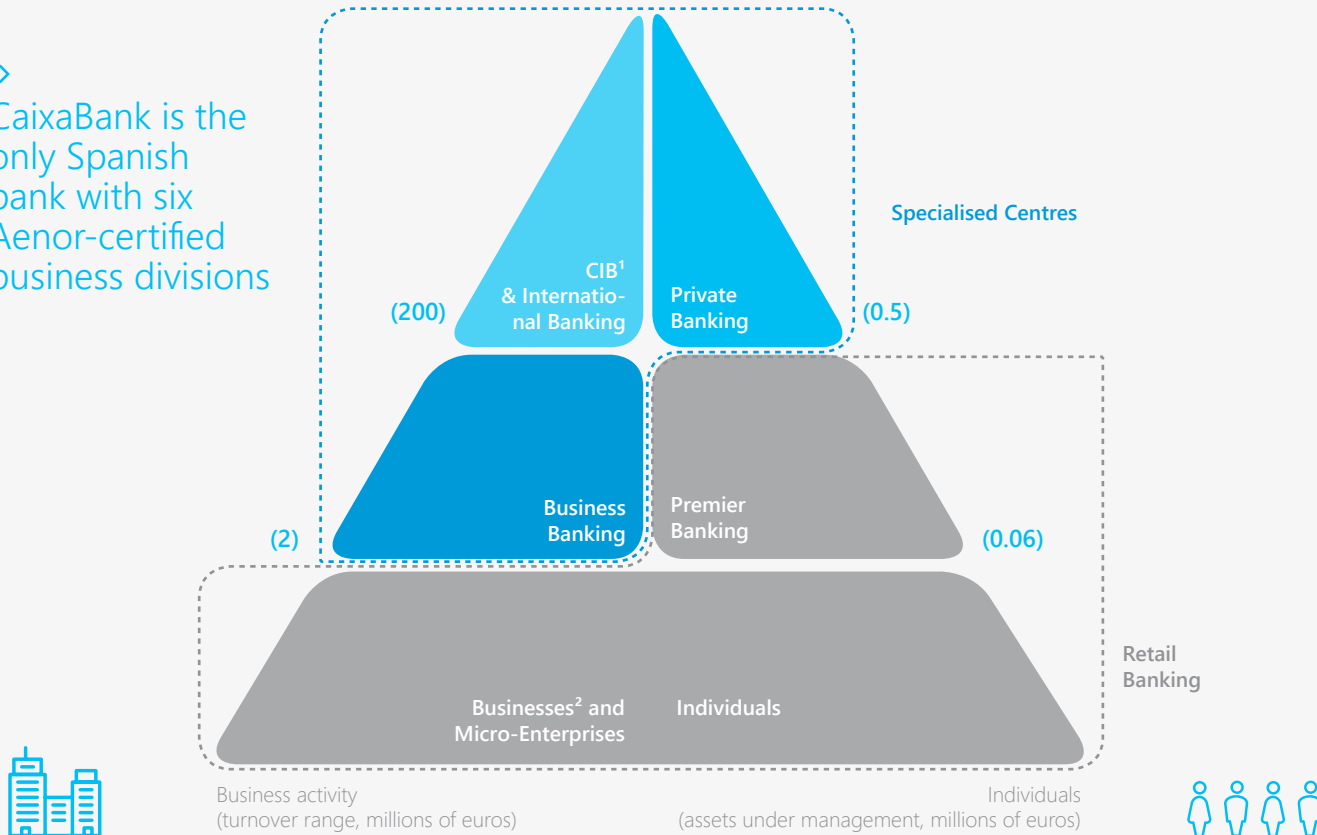 CaixaBank is the
only Spanish
bank with six
Aenor-certified
business divisions
Specialised Centres
CIB¹
& Internatio-
nal Banking
Private
Banking
(200)
(0.5)
Business
Banking
Premier
Banking
(2)
(0.06)
Retail
Banking
Businesses² and
Micro-Enterprises
Individuals
Business activity
(turnover range, millions of euros)
Individuals
(assets under management, millions of euros)